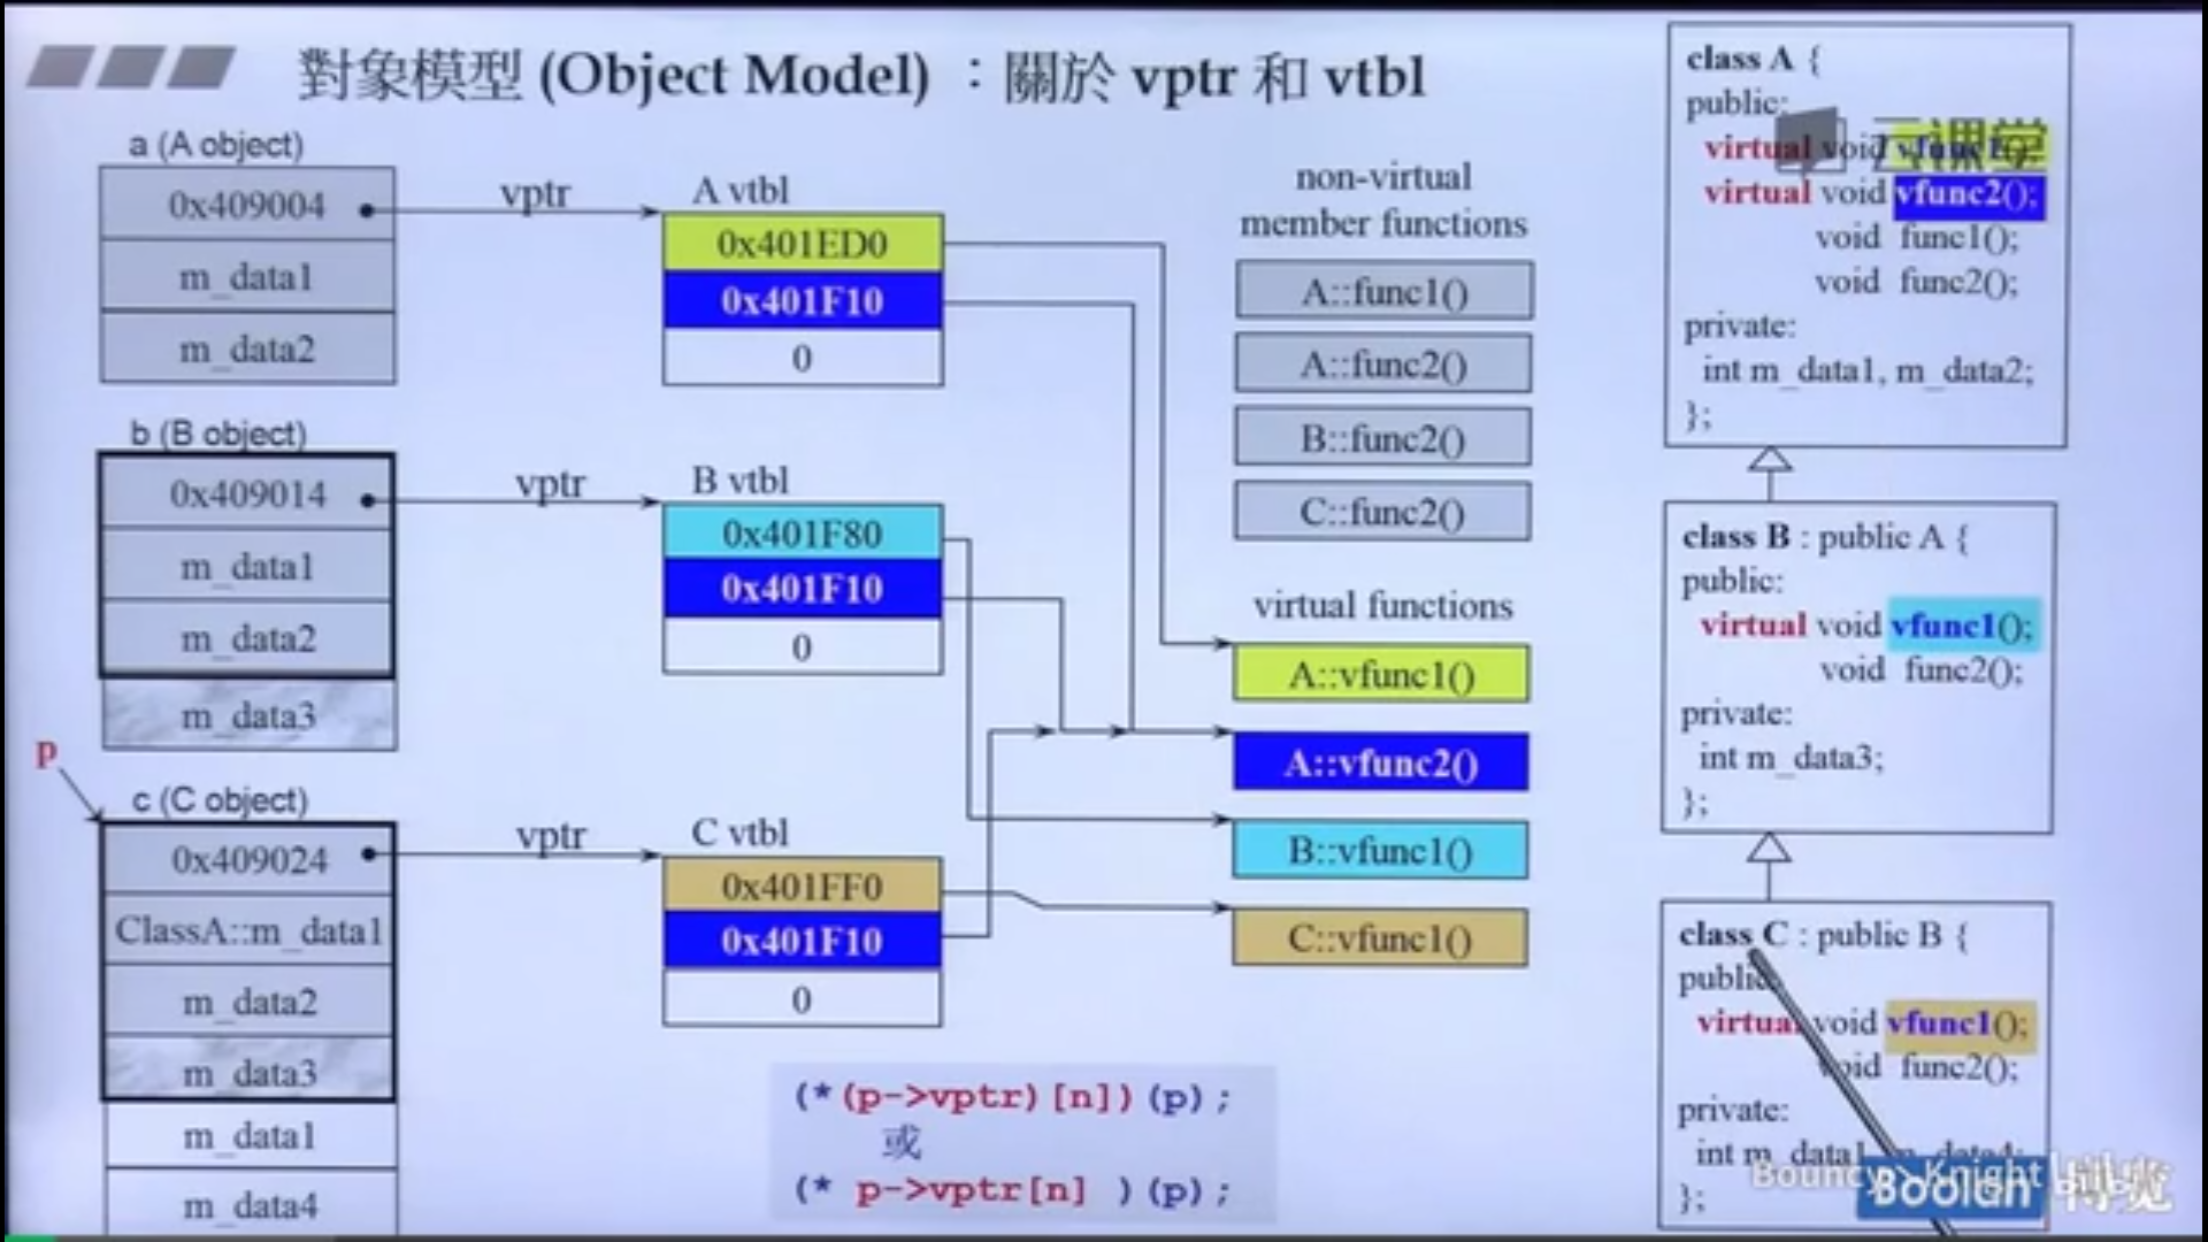 對象模型 (Object Model) ：關於 vptr 和 vtbl
a (A object)
0x409004
m_data1
m_data2
vptr
A vtbl
0x401ED0
0x401F10
0
b (B object)
0x409014
m_data1
m_data2
m_data3
vptr
B vtbl
0x401F80
0x401F10
0
p
c (C object)
0x409024
ClassA::m_data1
m_data2
m_data3
m_data1
m_data4
vptr
C vtbl
0x401FF0
0x401F10
0
(*(p->vptr)[n])(p);
或
(* p->vptr[n] )(p);
non-virtual
member functions
A::func1()
A::func2()
B::func2()
C::func2()
virtual functions
A::vfunc1()
A::vfunc2()
B::vfunc1()
C::vfunc1()
class A {
public:
virtual void vfunc1();
virtual void vfunc2();
void func1();
void func2();
private:
int m_data1, m_data2;
};
class B : public A {
public:
virtual void vfunc1();
void func2();
private:
int m_data3;
};
class C : public B {
public:
virtual void vfunc1();
void func2();
private:
int m_data1, m_data4;
};
Bouncy Knight
Boolan 博览